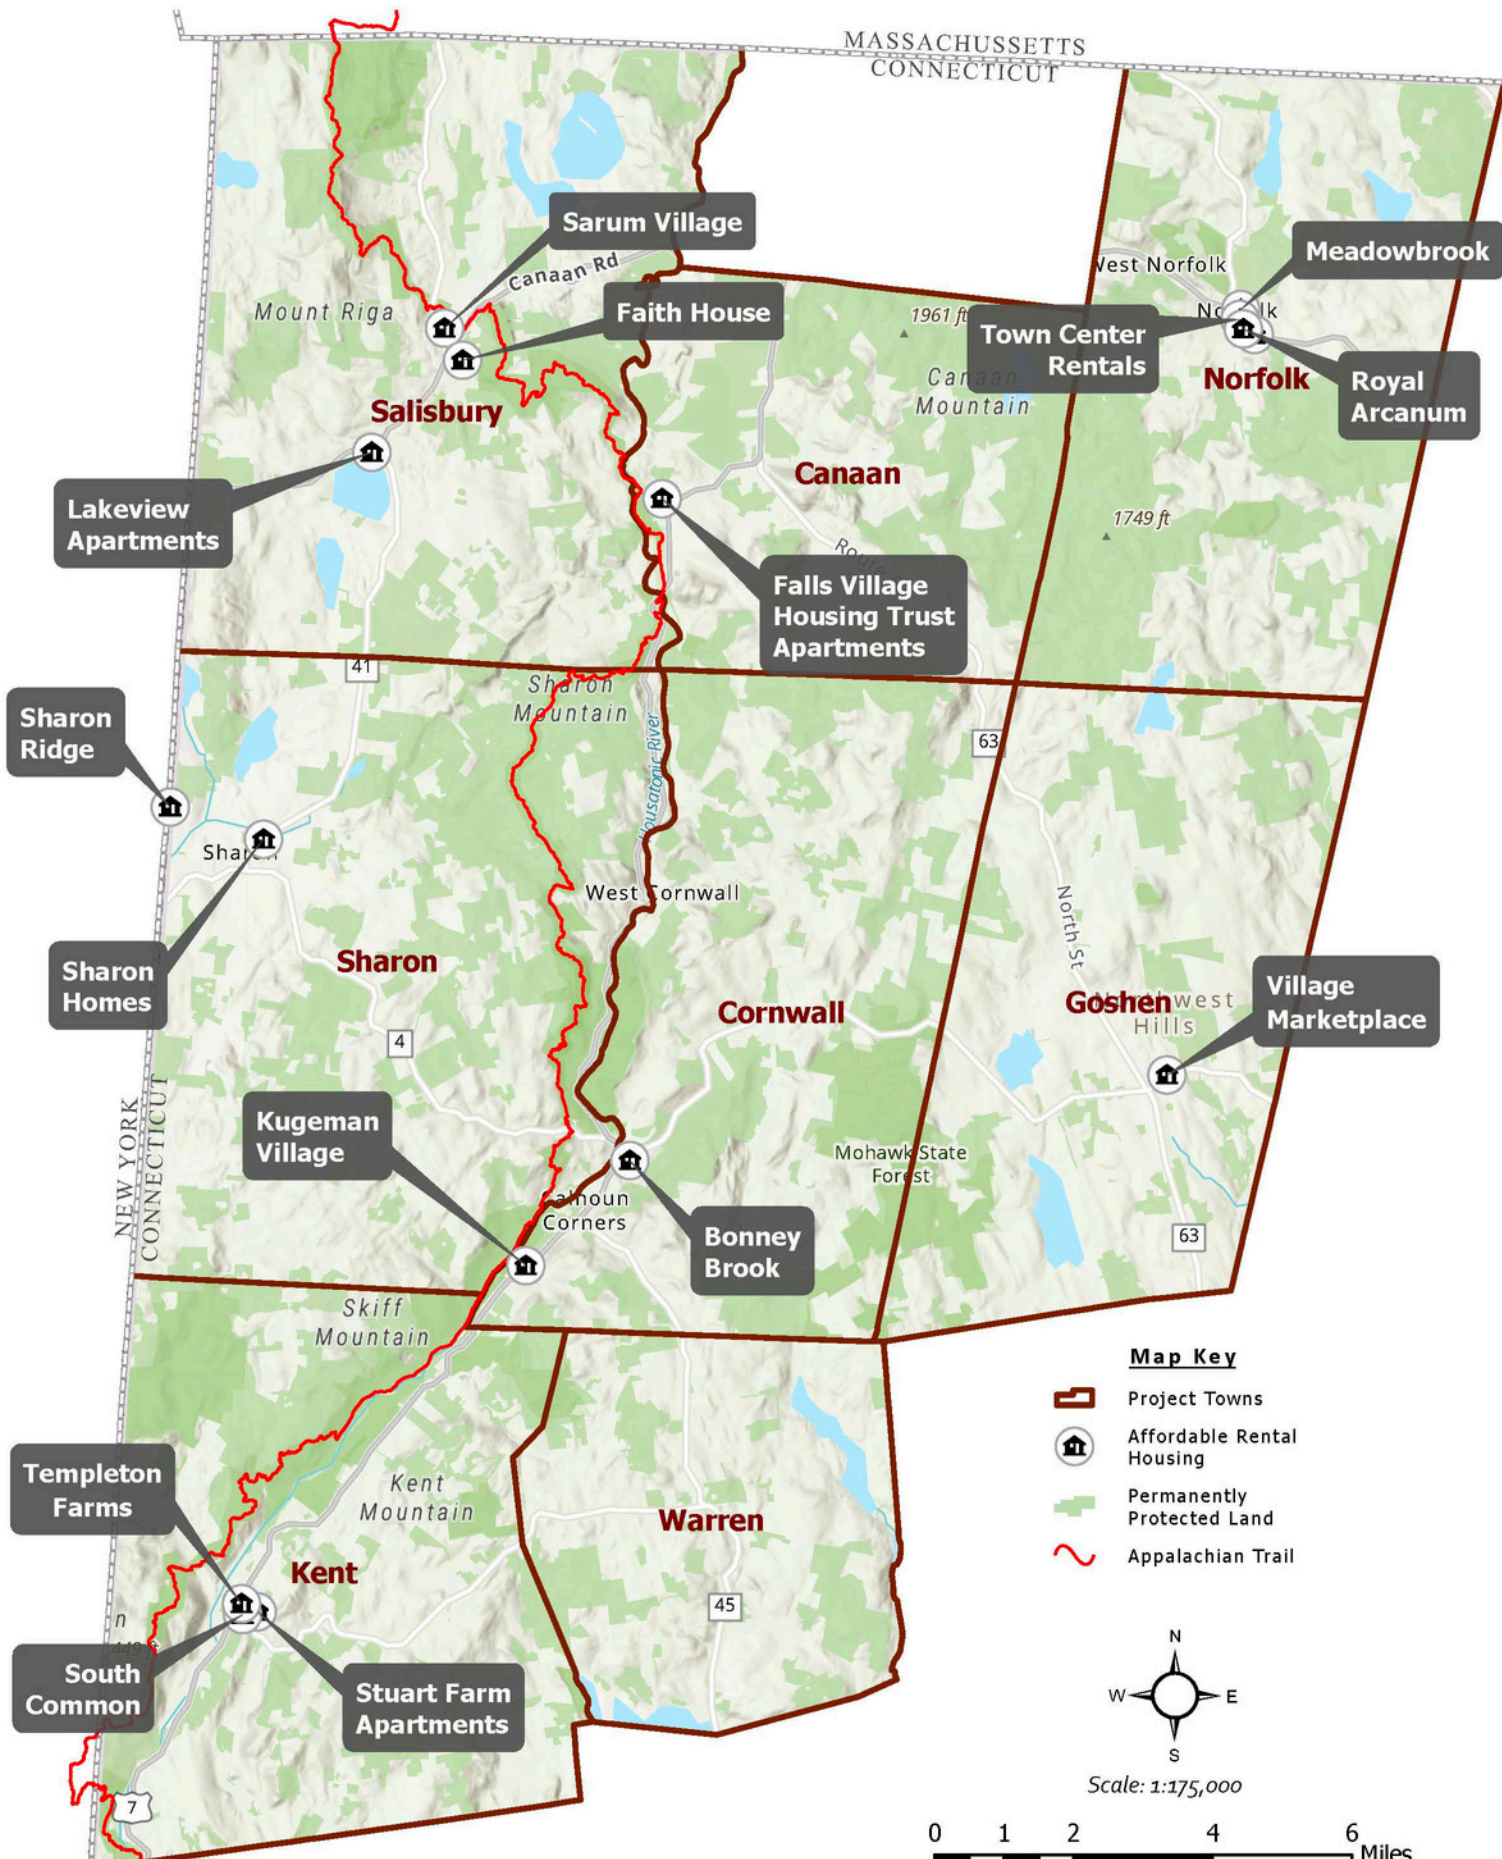 MASSACHUSSETTS
CONNECTICUT
Sarum Village
Canaan Rd
Meadowbrook
West Norfolk
Mount Riga
Faith House
1961 ft
Norfolk
Town Center
Rentals
Canaan
Mountain
Norfolk
Royal
Arcanum
Salisbury
Canaan
Lakeview
Apartments
1749 ft
Route
Falls Village
Housing Trust
Apartments
41
Sharon
Mountain
Sharon
Ridge
Housatonic River
63
Sharon
West Cornwall
North St
Sharon
Sharon
Homes
Cornwall
Goshen
Northwest
Hills
Village
Marketplace
4
NEW YORK
CONNECTICUT
Kugeman
Village
Mohawk State
Forest
Calhoun
Corners
Bonney
Brook
63
Skiff
Mountain
Map Key
Project Towns
Affordable Rental
Housing
Permanently
Protected Land
Appalachian Trail
Templeton
Farms
Kent
Mountain
Warren
Kent
45
n
South
Common
Stuart Farm
Apartments
7
N
W
E
S
Scale: 1:175,000
0 1 2 4 6
Miles